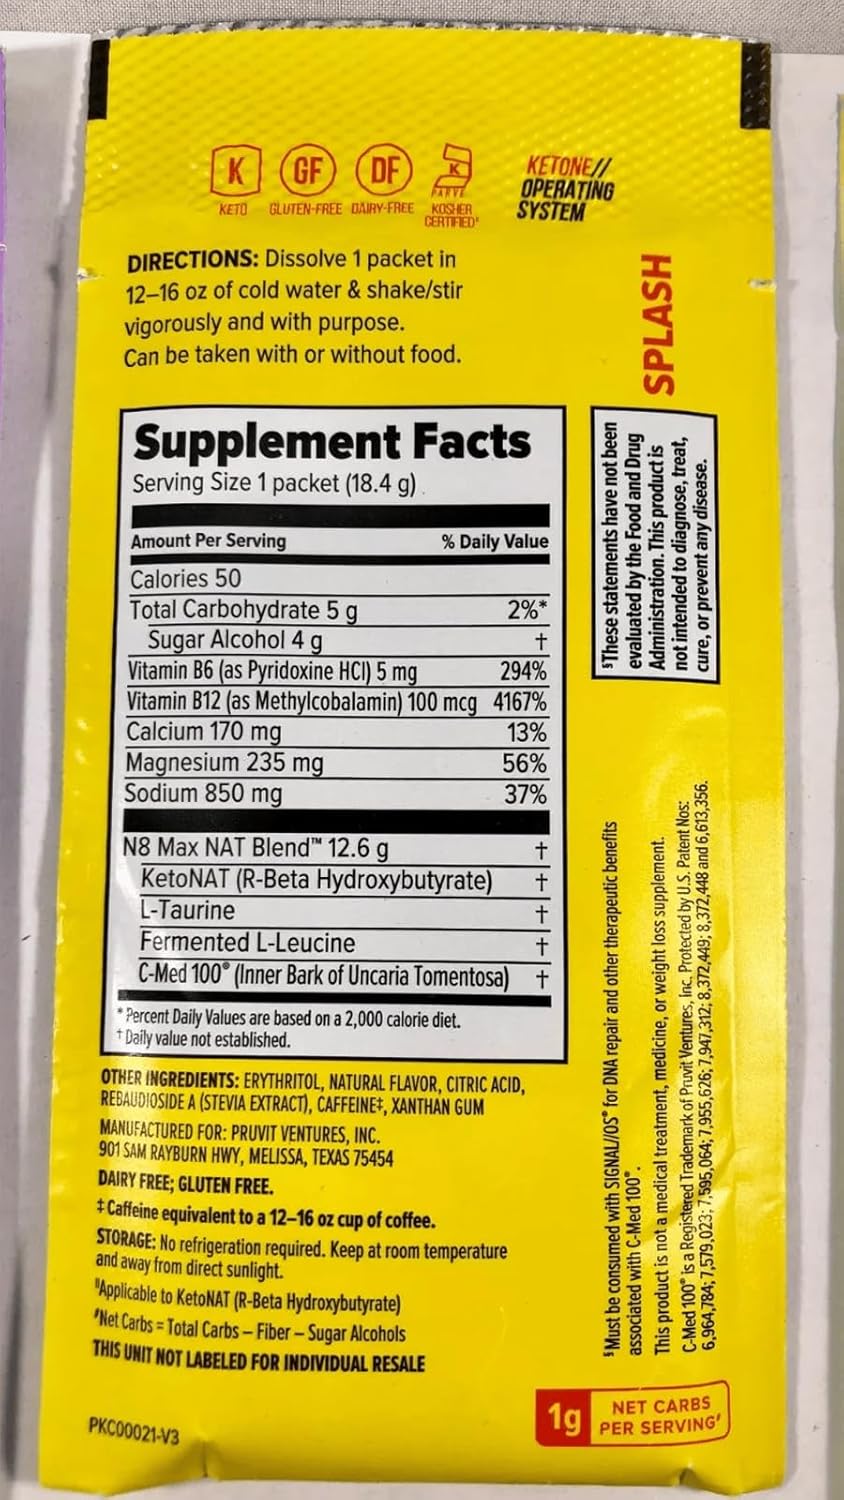 K
GF
DF
K
PARVE
KETO
GLUTEN-FREE
DAIRY-FREE
KOSHER
CERTIFIED"
KETONE//
OPERATING
SYSTEM
DIRECTIONS: Dissolve 1 packet in
12–16 oz of cold water & shake/stir
vigorously and with purpose.
Can be taken with or without food.
SPLASH
Supplement Facts
Serving Size 1 packet (18.4 g)
Amount Per Serving % Daily Value
Calories 50
Total Carbohydrate 5 g 2%*
Sugar Alcohol 4 g †
Vitamin B6 (as Pyridoxine HCl) 5 mg 294%
Vitamin B12 (as Methylcobalamin) 100 mcg 4167%
Calcium 170 mg 13%
Magnesium 235 mg 56%
Sodium 850 mg 37%
N8 Max NAT Blend™ 12.6 g †
KetoNAT (R-Beta Hydroxybutyrate) †
L-Taurine †
Fermented L-Leucine †
C-Med 100® (Inner Bark of Uncaria Tomentosa) †
* Percent Daily Values are based on a 2,000 calorie diet.
† Daily value not established.
OTHER INGREDIENTS: ERYTHRITOL, NATURAL FLAVOR, CITRIC ACID,
REBAUDIOSIDE A (STEVIA EXTRACT), CAFFEINE‡, XANTHAN GUM
MANUFACTURED FOR: PRUVIT VENTURES, INC.
901 SAM RAYBURN HWY, MELISSA, TEXAS 75454
DAIRY FREE; GLUTEN FREE.
‡ Caffeine equivalent to a 12–16 oz cup of coffee.
STORAGE: No refrigeration required. Keep at room temperature
and away from direct sunlight.
"Applicable to KetoNAT (R-Beta Hydroxybutyrate)
#Net Carbs = Total Carbs – Fiber – Sugar Alcohols
THIS UNIT NOT LABELED FOR INDIVIDUAL RESALE
PKC00021-V3
§These statements have not been
evaluated by the Food and Drug
Administration. This product is
not intended to diagnose, treat,
cure, or prevent any disease.
§Must be consumed with SIGNAL//OS® for DNA repair and other therapeutic benefits
associated with C-Med 100®.
This product is not a medical treatment, medicine, or weight loss supplement.
C-Med 100® is a Registered Trademark of Pruvit Ventures, Inc. Protected by U.S. Patent Nos:
6,964,784; 7,579,023; 7,595,064; 7,955,626; 7,947,312; 8,372,449; 8,372,448 and 6,613,356.
1g
NET CARBS
PER SERVING#